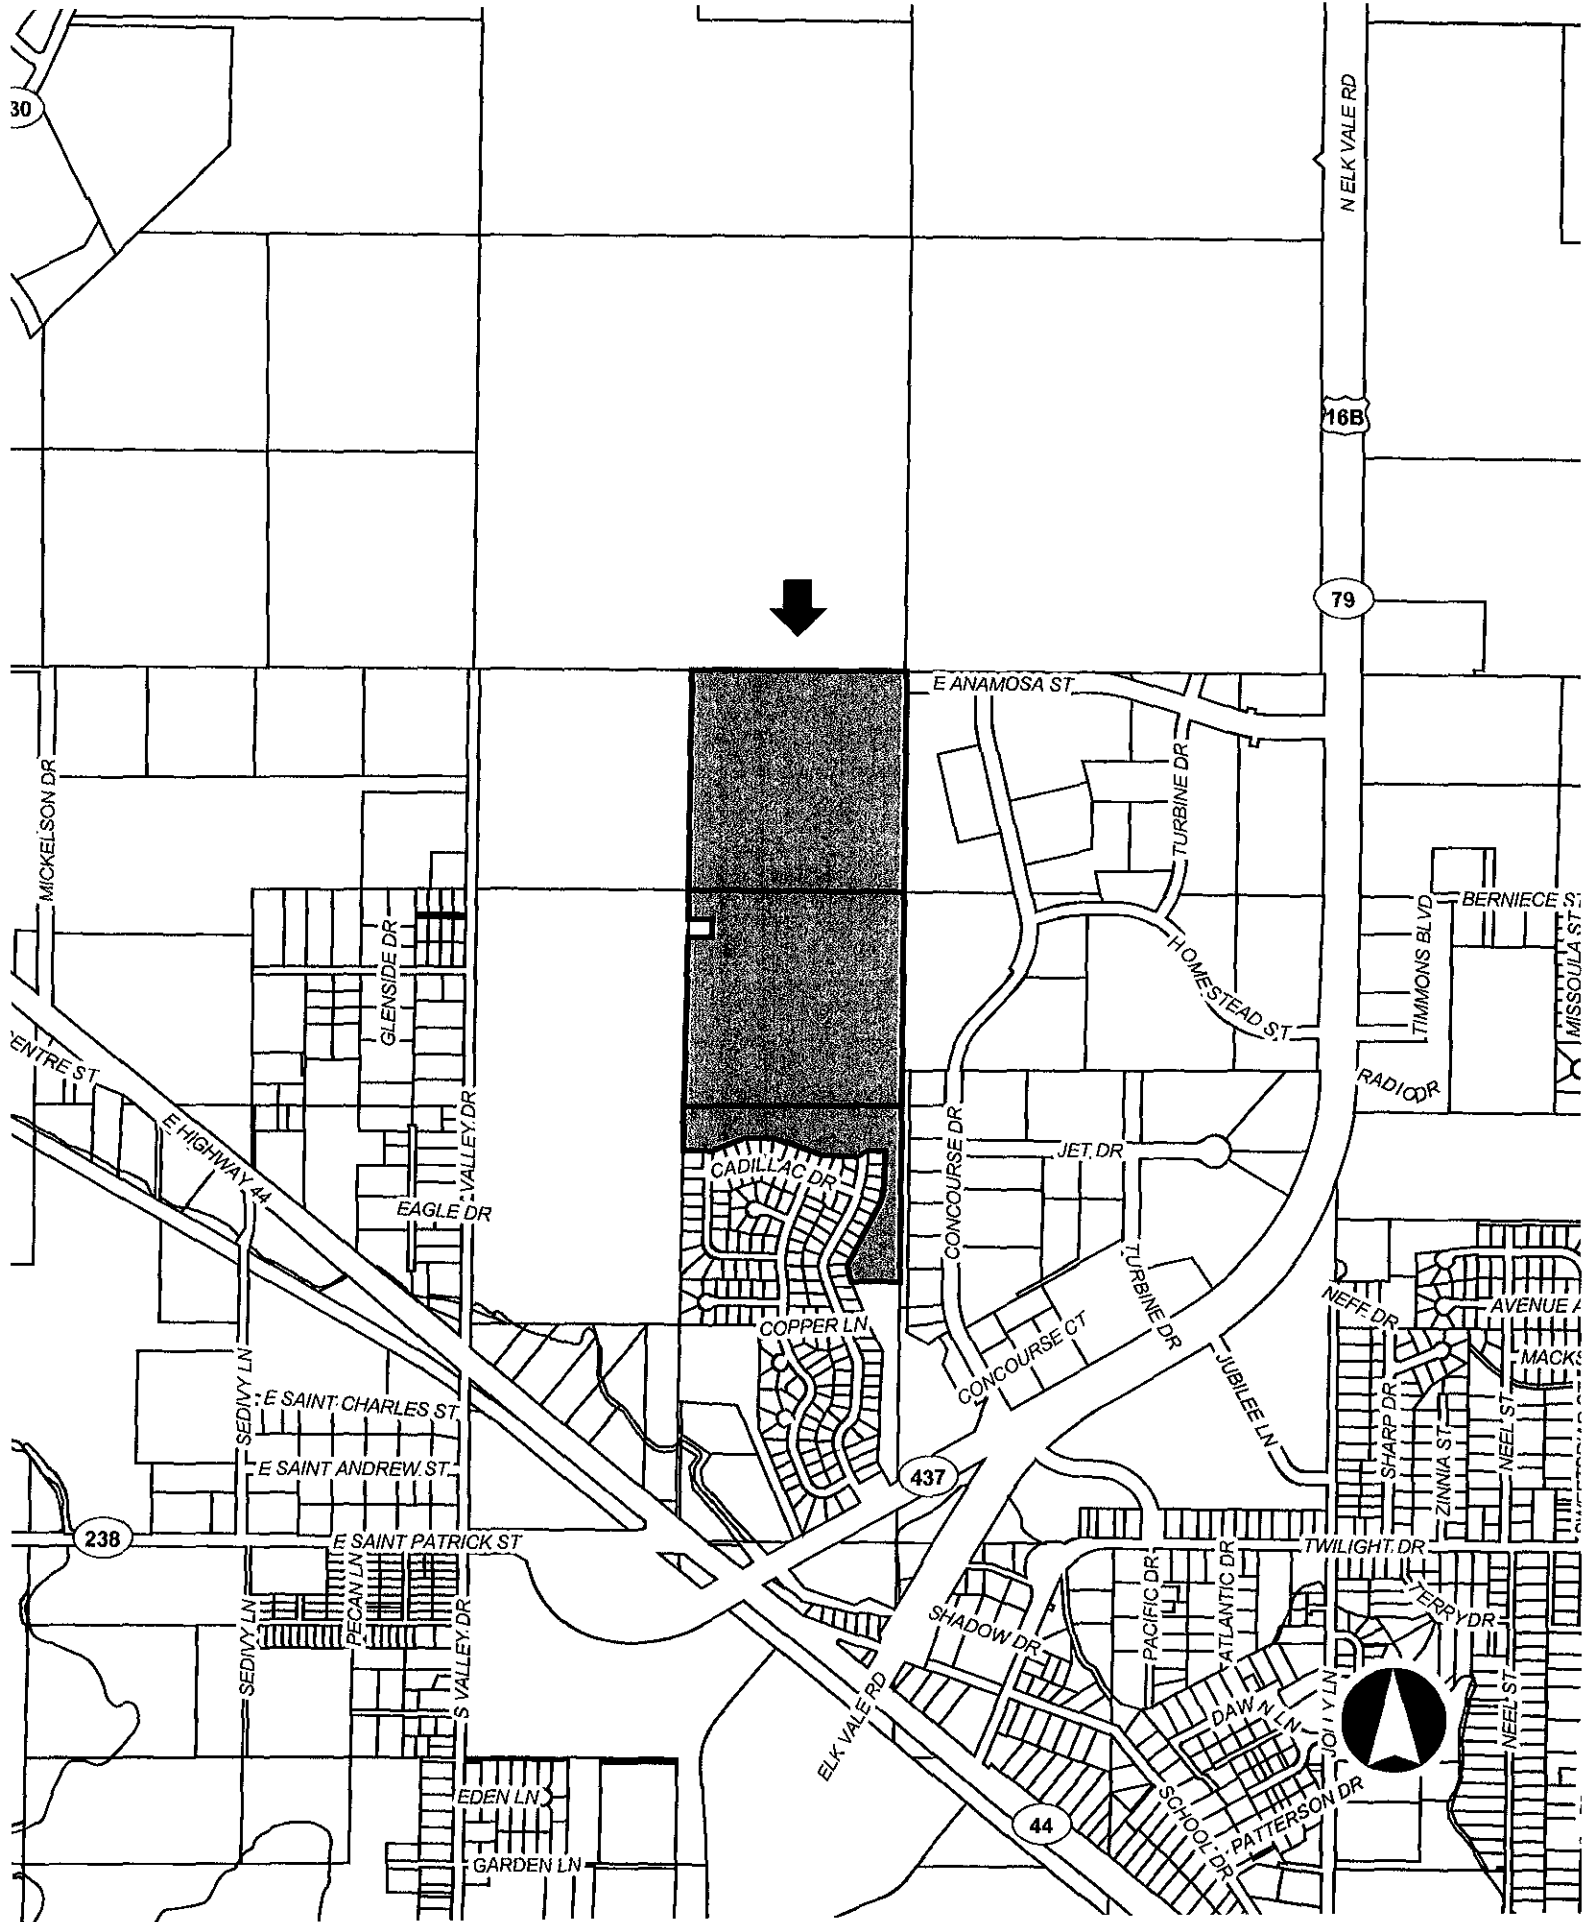 30
N ELK VALE RD
16B
79
E ANAMOSA ST
MICKELSON DR
TURBINE DR
GLENSIDE DR
BERNIECE ST
TIMMONS BLVD
MISSOULA ST
HOMESTEAD ST
ENTRE ST
RADIO DR
E HIGHWAY 44
VALLEY DR
CONCOURSE DR
JET DR
CADILLAC DR
EAGLE DR
TURBINE DR
NEFF DR
AVENUE A
COPPER LN
CONCOURSE CT
JUBILEE LN
MACKS
SEDIVY LN
E SAINT CHARLES ST
SHARP DR
ZINNIA ST
NEEL ST
E SAINT ANDREW ST
437
238
E SAINT PATRICK ST
TWILIGHT DR
PECAN LN
PACIFIC DR
ATLANTIC DR
TERRY DR
SEDIVY LN
S VALLEY DR
SHADOW DR
ELK VALE RD
DAWN LN
JOLLY LN
NEEL ST
EDEN LN
SCHOOL DR
PATTERSON DR
44
GARDEN LN